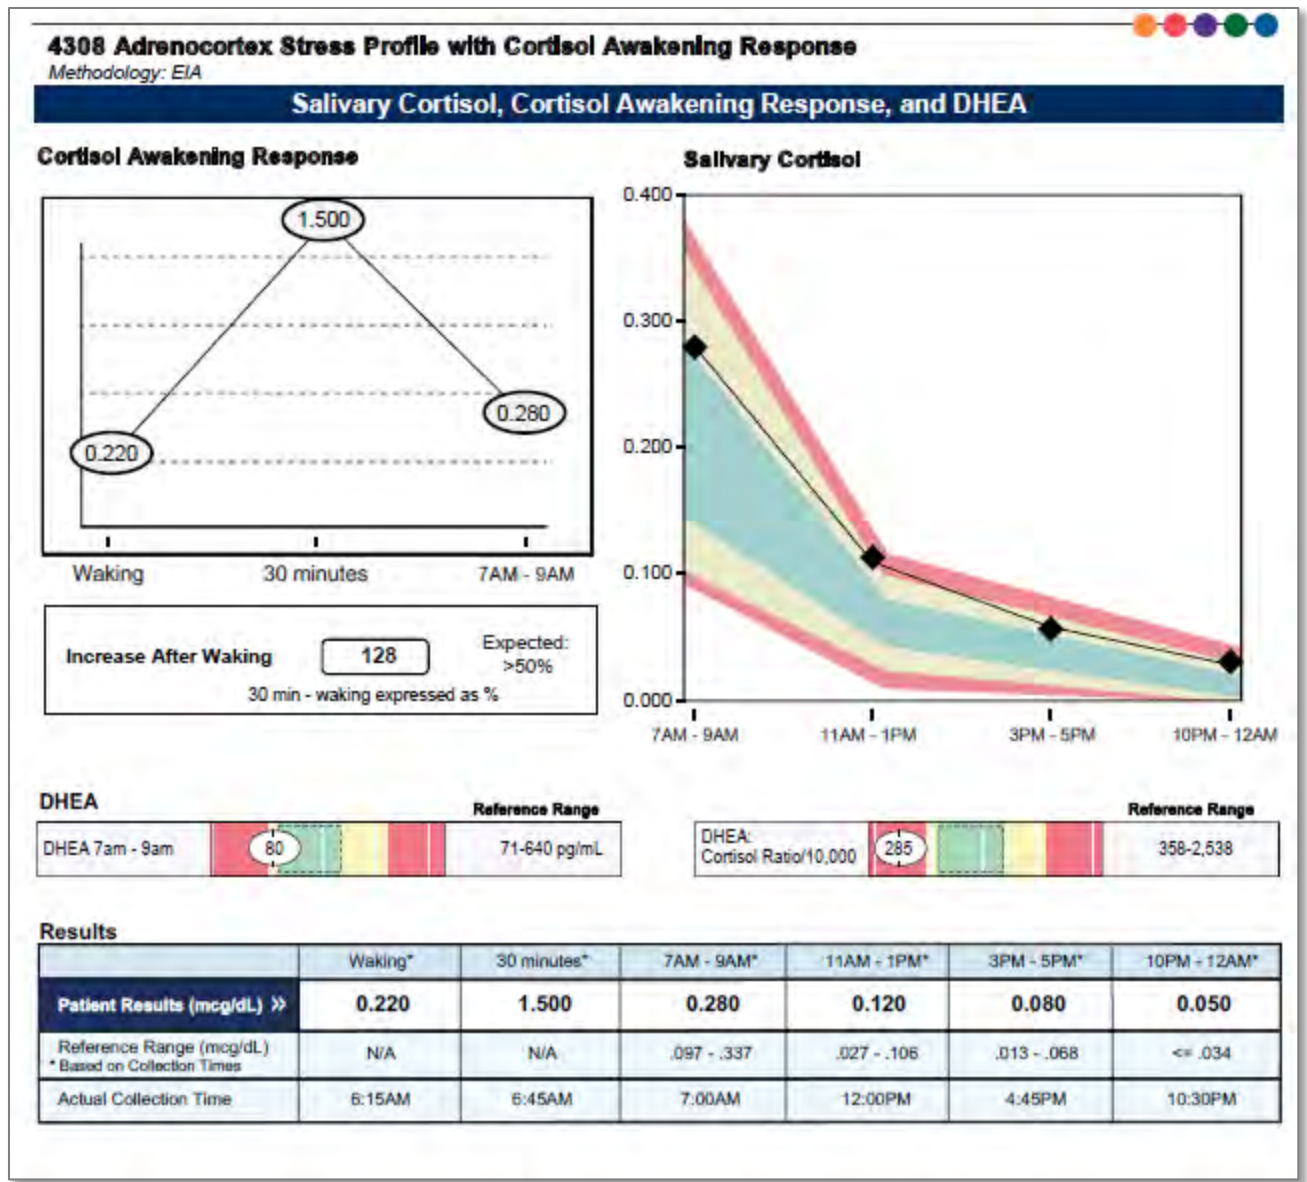 4308 Adrenocortex Stress Profile with Cortisol Awakening Response
Methodology: EIA
Salivary Cortisol, Cortisol Awakening Response, and DHEA
Cortisol Awakening Response
1.500
0.280
0.220
Waking 30 minutes 7AM - 9AM
Increase After Waking 128 Expected: >50%
30 min - waking expressed as %
Salivary Cortisol
0.400
0.300
0.200
0.100
0.000
7AM - 9AM 11AM - 1PM 3PM - 5PM 10PM - 12AM
DHEA Reference Range
DHEA 7am - 9am 80 71-640 pg/mL
Reference Range
DHEA:
Cortisol Ratio/10,000 285 358-2,538
Results
Waking* 30 minutes* 7AM - 9AM* 11AM - 1PM* 3PM - 5PM* 10PM - 12AM*
Patient Results (mcg/dL) » 0.220 1.500 0.280 0.120 0.080 0.050
Reference Range (mcg/dL) N/A N/A .097 - .337 .027 - .106 .013 - .068 <= .034
* Based on Collection Times
Actual Collection Time 6:15AM 6:45AM 7:00AM 12:00PM 4:45PM 10:30PM